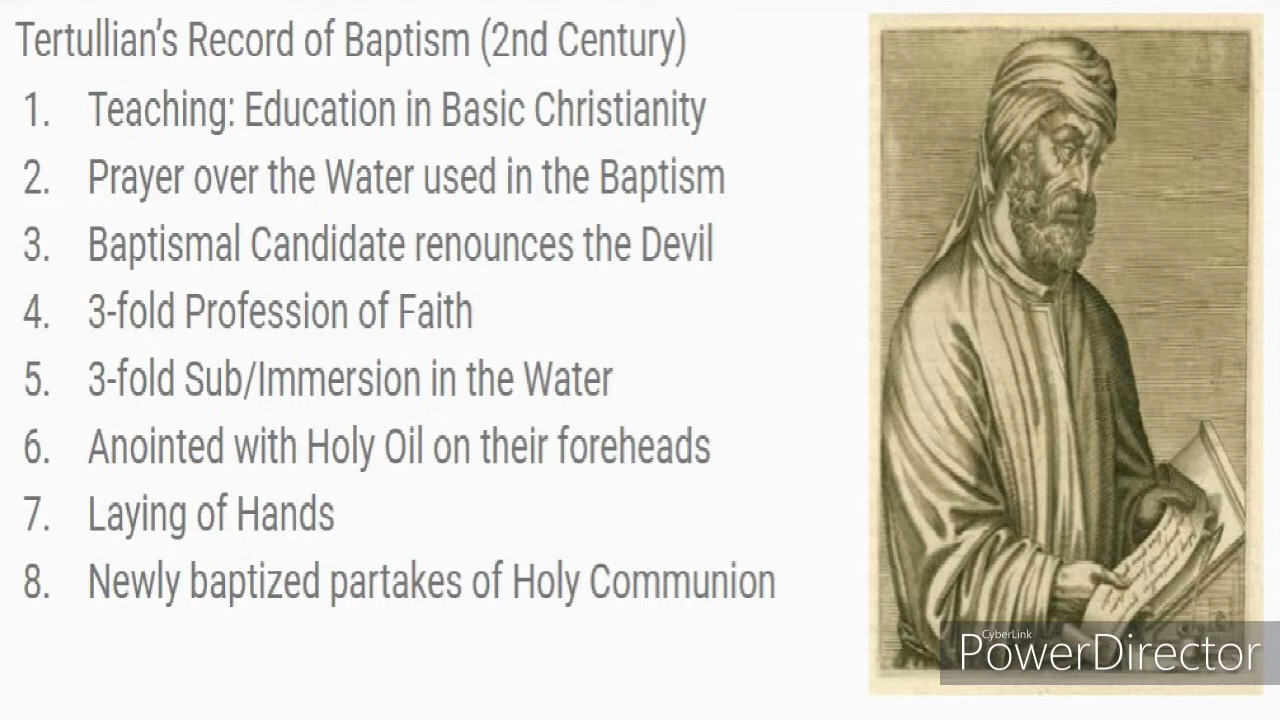 Tertullian's Record of Baptism (2nd Century)
1. Teaching: Education in Basic Christianity
2. Prayer over the Water used in the Baptism
3. Baptismal Candidate renounces the Devil
4. 3-fold Profession of Faith
5. 3-fold Sub/Immersion in the Water
6. Anointed with Holy Oil on their foreheads
7. Laying of Hands
8. Newly baptized partakes of Holy Communion
CyberLink
PowerDirector